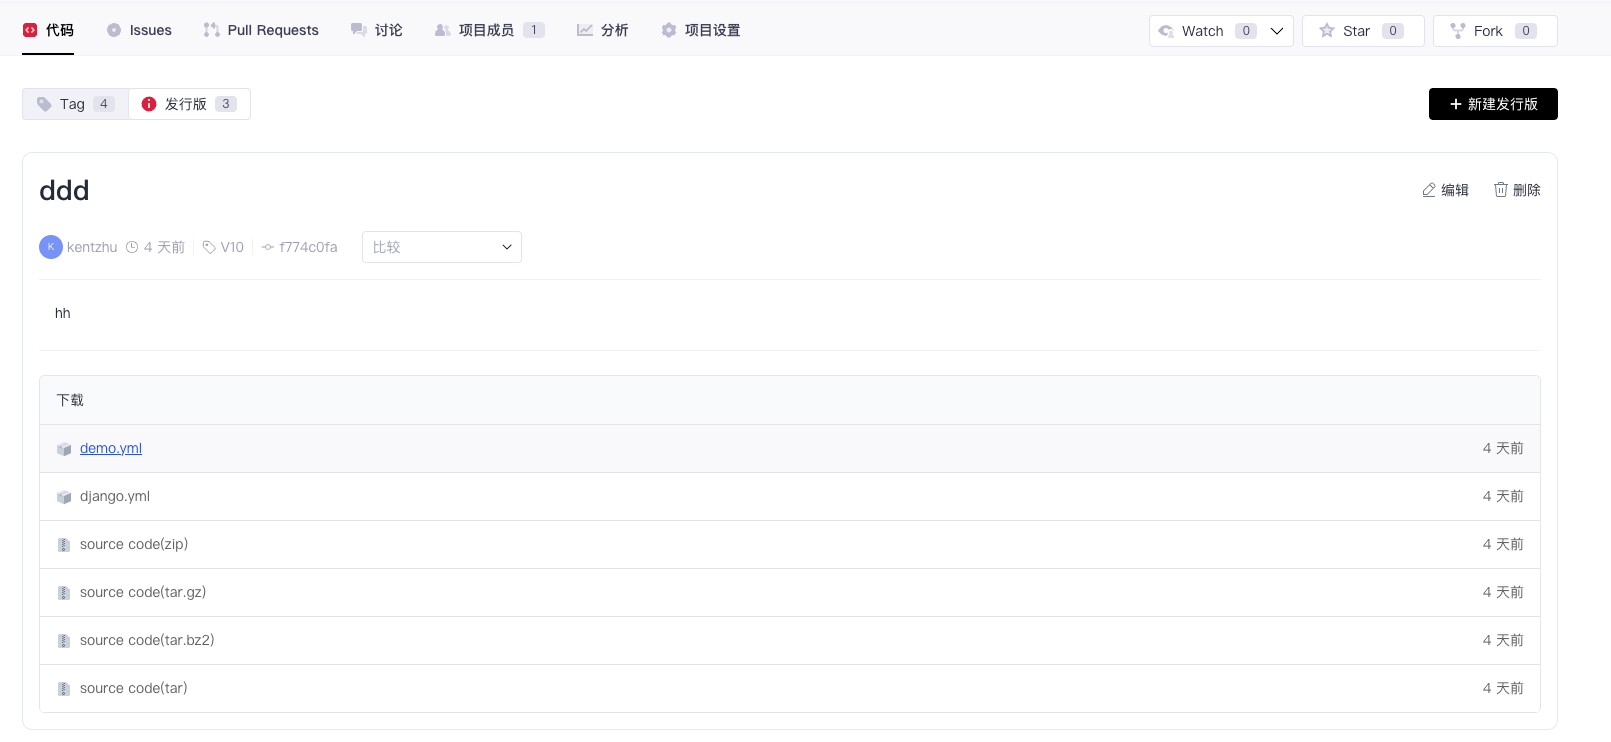 代码 Issues Pull Requests 讨论 项目成员 1 分析 项目设置 Watch 0 Star 0 Fork 0
Tag 4 发行版 3 + 新建发行版
ddd 编辑 删除
K kentzhu 4 天前 V10 f774c0fa 比较
hh
下载
demo.yml 4 天前
django.yml 4 天前
source code(zip) 4 天前
source code(tar.gz) 4 天前
source code(tar.bz2) 4 天前
source code(tar) 4 天前